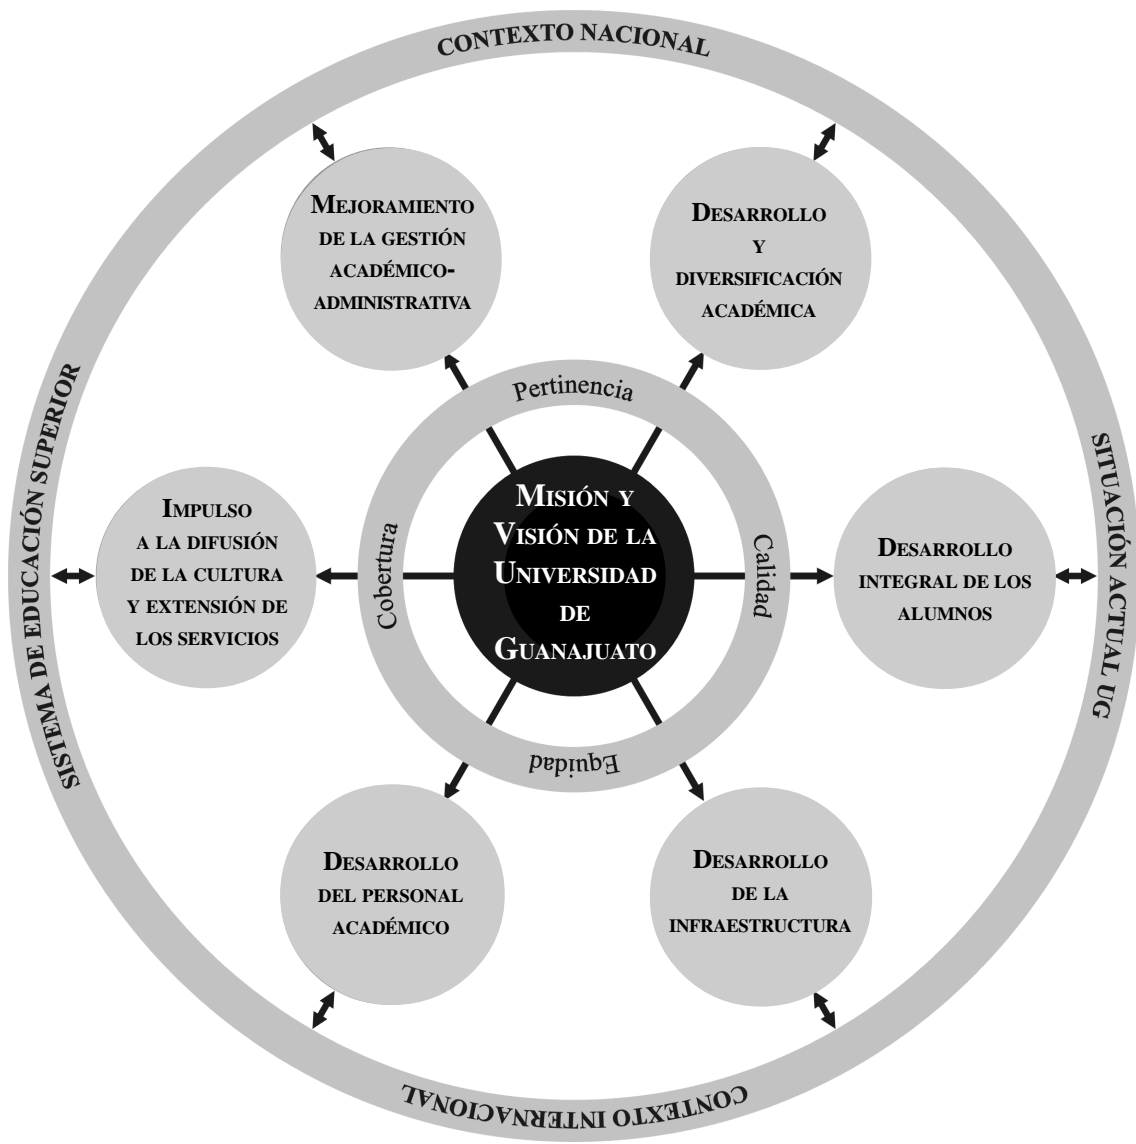 CONTEXTO NACIONAL
MEJORAMIENTO
DE LA GESTIÓN
ACADÉMICO-
ADMINISTRATIVA
DESARROLLO
Y
DIVERSIFICACIÓN
ACADÉMICA
Pertinencia
SISTEMA DE EDUCACIÓN SUPERIOR
IMPULSO
A LA DIFUSIÓN
DE LA CULTURA
Y EXTENSIÓN DE
LOS SERVICIOS
Cobertura
MISIÓN Y
VISIÓN DE LA
UNIVERSIDAD
DE
GUANAJUATO
Calidad
DESARROLLO
INTEGRAL DE LOS
ALUMNOS
SITUACIÓN ACTUAL UG
Equidad
DESARROLLO
DEL PERSONAL
ACADÉMICO
DESARROLLO
DE LA
INFRAESTRUCTURA
CONTEXTO INTERNACIONAL